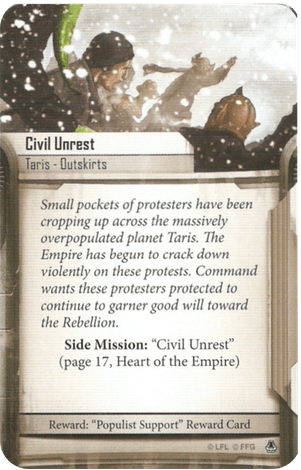 Civil Unrest
Taris - Outskirts
Small pockets of protesters have been
cropping up across the massively
overpopulated planet Taris. The
Empire has begun to crack down
violently on these protests. Command
wants these protesters protected to
continue to garner good will toward
the Rebellion.
Side Mission: “Civil Unrest”
(page 17, Heart of the Empire)
Reward: “Populist Support” Reward Card
© LFL © FFG